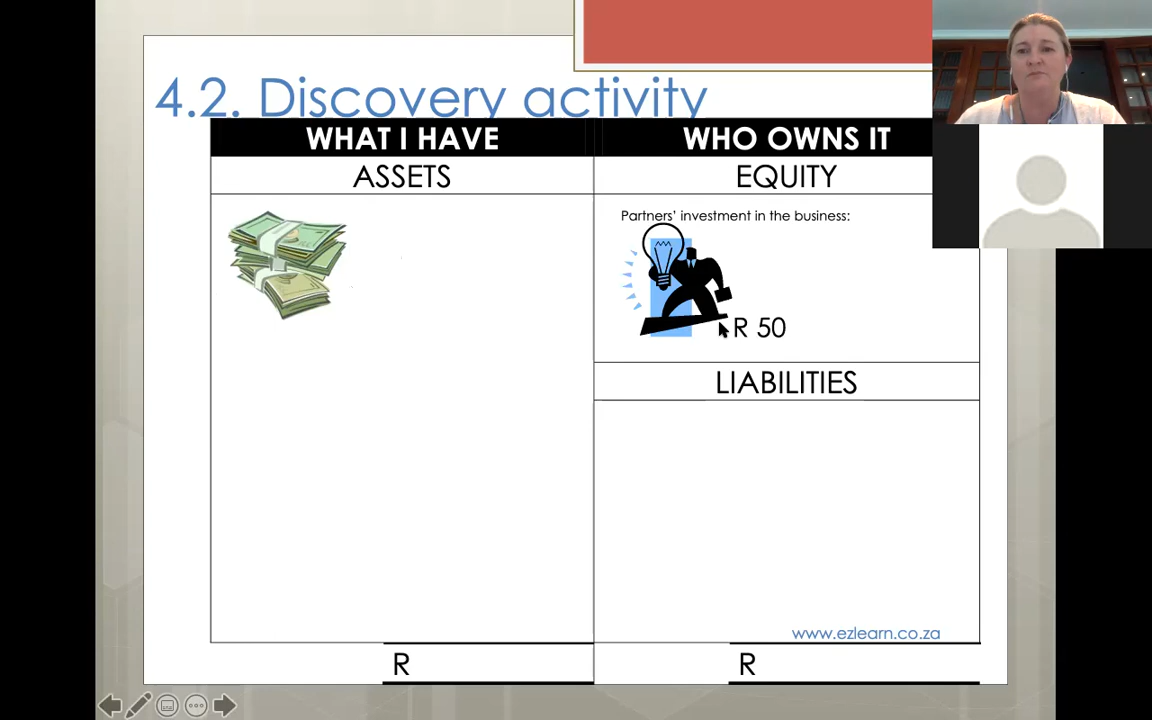 4.2. Discovery activity
WHAT I HAVE
WHO OWNS IT
ASSETS
EQUITY
Partners’ investment in the business:
R 50
LIABILITIES
www.ezlearn.co.za
R
R